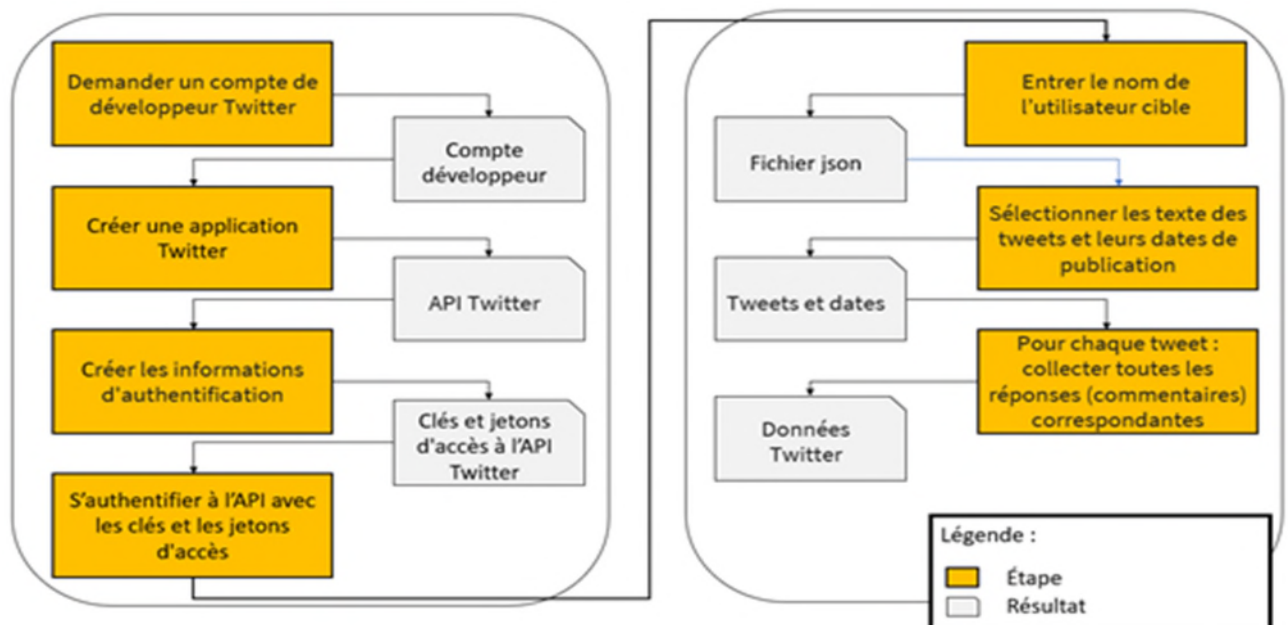 Demander un compte de
développeur Twitter
Compte
développeur
Créer une application
Twitter
API Twitter
Créer les informations
d'authentification
Clés et jetons
d'accès à l'API
Twitter
S'authentifier à l'API avec
les clés et les jetons
d'accès
Entrer le nom de
l'utilisateur cible
Fichier json
Sélectionner les texte des
tweets et leurs dates de
publication
Tweets et dates
Pour chaque tweet :
collecter toutes les
réponses (commentaires)
correspondantes
Données
Twitter
Légende :
Étape
Résultat